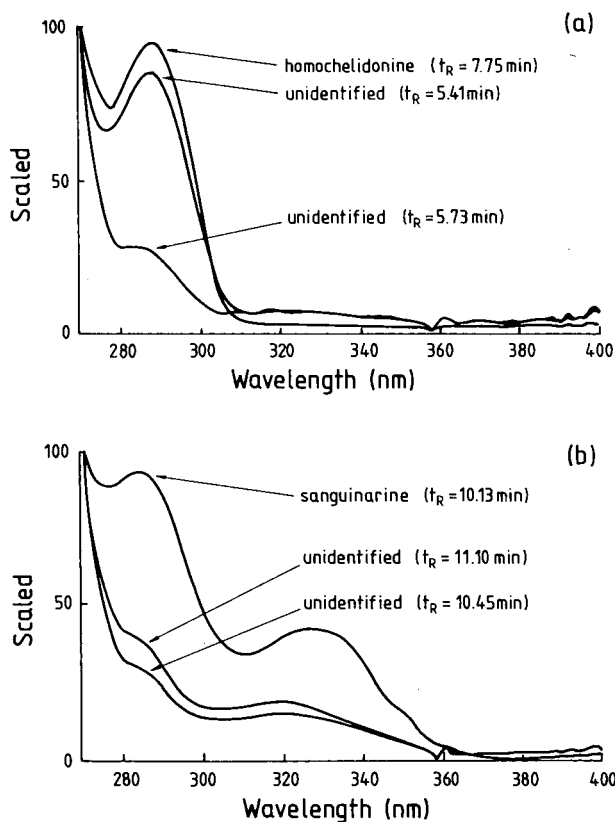 (a)
100
homochelidonine (tR = 7.75 min)
unidentified (tR = 5.41 min)
50
unidentified (tR = 5.73 min)
Scaled
0
280 300 320 340 360 380 400
Wavelength (nm)
(b)
100
sanguinarine (tR = 10.13 min)
unidentified (tR = 11.10 min)
unidentified (tR = 10.45 min)
50
Scaled
0
280 300 320 340 360 380 400
Wavelength (nm)